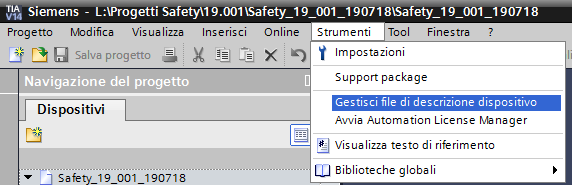 TIA V14 Siemens - L:\Progetti Safety\19.001\Safety_19_001_190718\Safety_19_001_190718
Progetto Modifica Visualizza Inserisci Online Strumenti Tool Finestra ?
Salva progetto
Impostazioni
Support package
Gestisci file di descrizione dispositivo
Avvia Automation License Manager
Visualizza testo di riferimento
Biblioteche globali
Navigazione del progetto
Dispositivi
Safety_19_001_190718